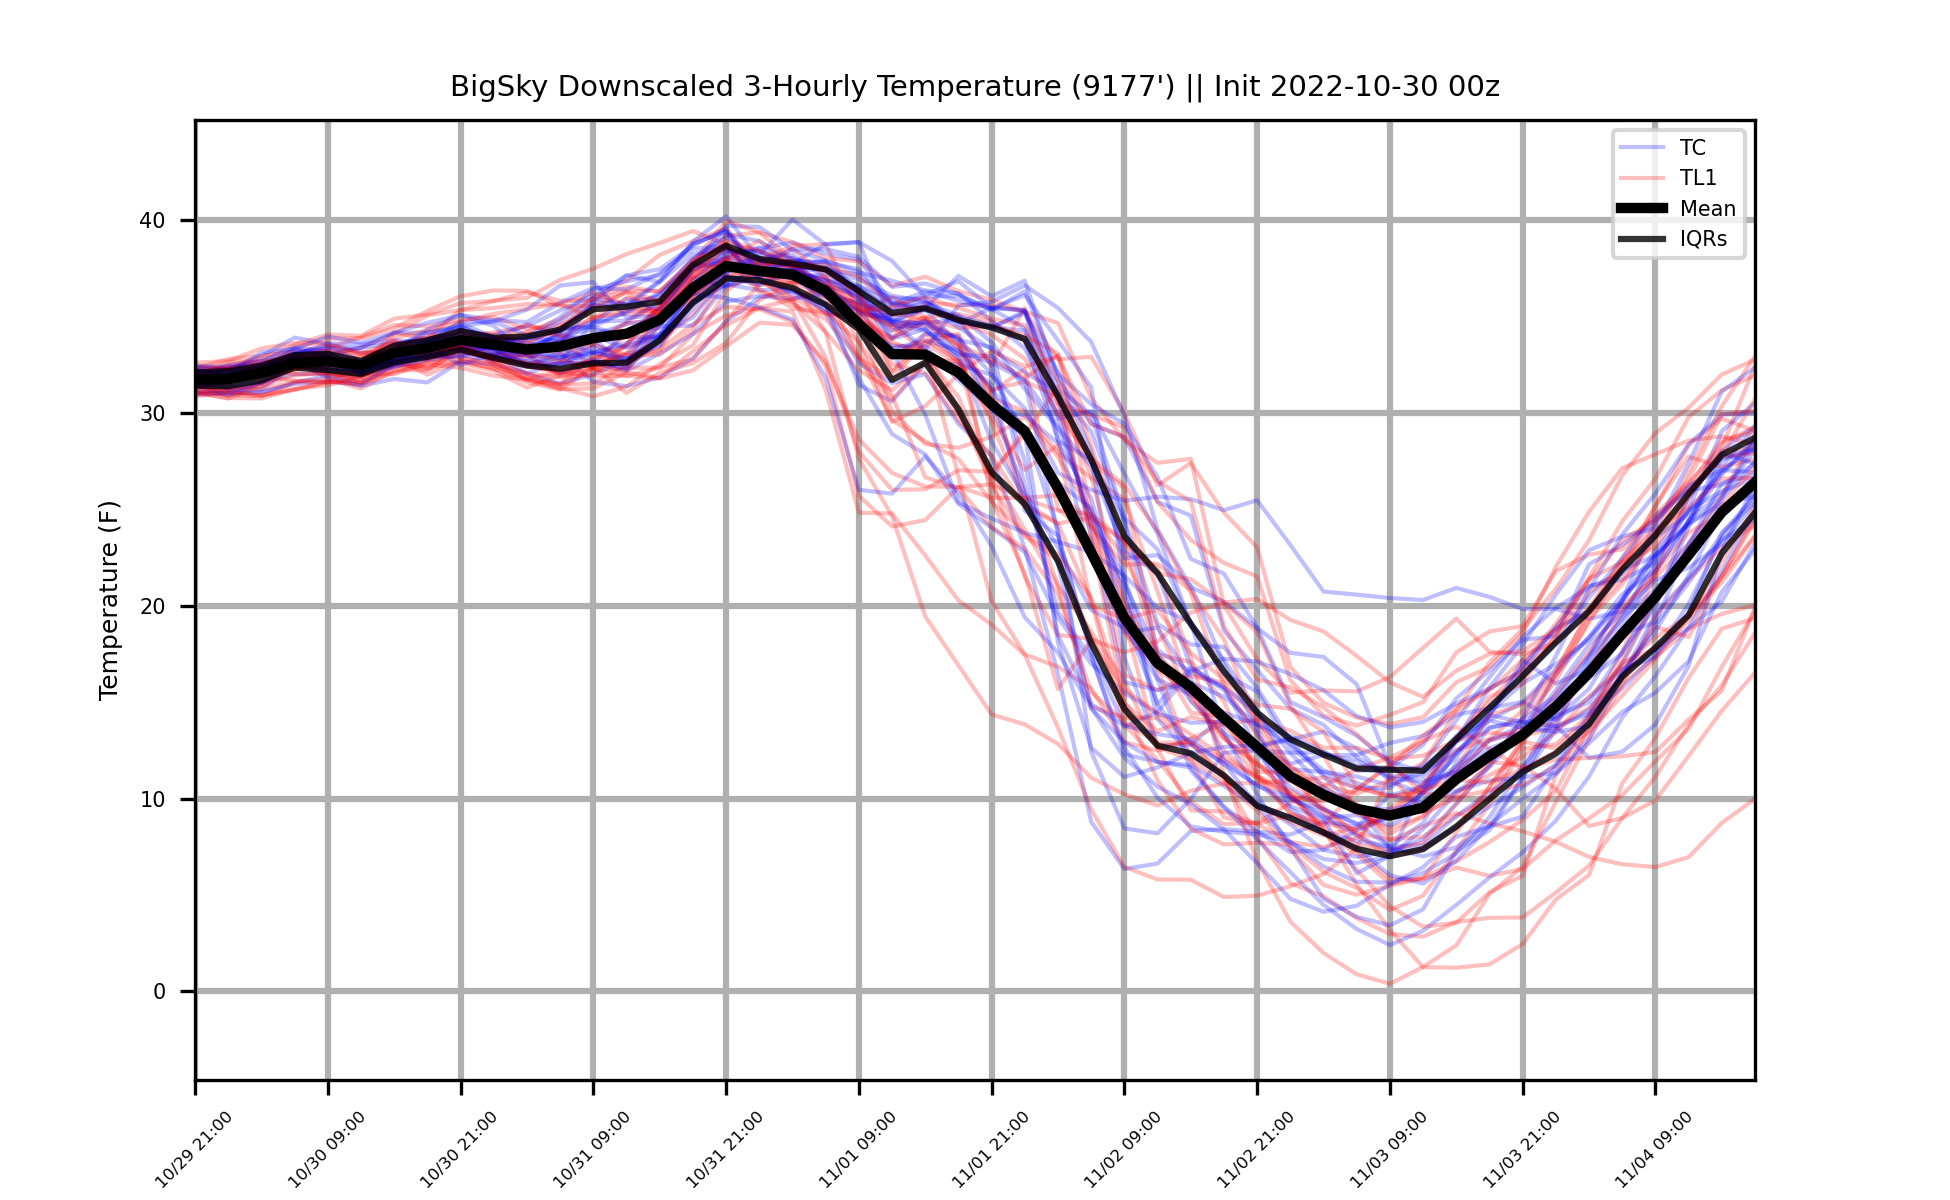 BigSky Downscaled 3-Hourly Temperature (9177') || Init 2022-10-30 00z
TC
TL1
Mean
IQRs
Temperature (F)
40
30
20
10
0
10/29 21:00
10/30 09:00
10/30 21:00
10/31 09:00
10/31 21:00
11/01 09:00
11/01 21:00
11/02 09:00
11/02 21:00
11/03 09:00
11/03 21:00
11/04 09:00